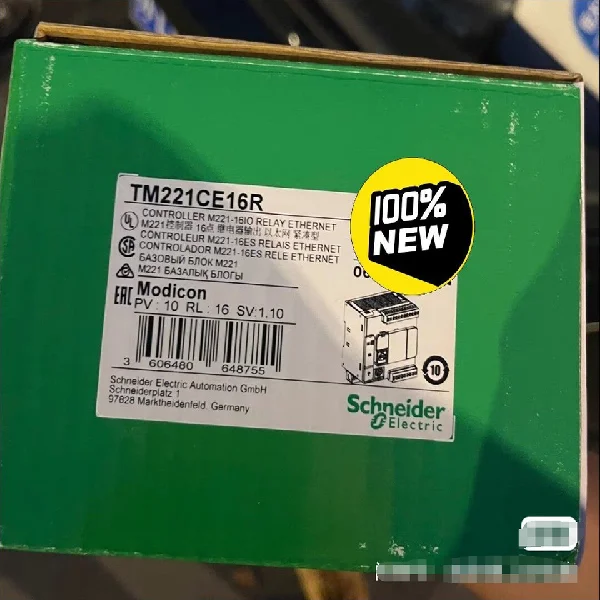 TM221CE16R
CONTROLLER M221-16IO RELAY ETHERNET
M221控制器 16点 继电器输出 以太网 紧凑型
CONTROLEUR M221-16ES RELAIS ETHERNET
CONTROLADOR M221-16ES RELE ETHERNET
БАЗОВЫЙ БЛОК M221
M221 БАЗАЛЫҚ БЛОГЫ
UL
EAC
Modicon
PV : 10 RL : 16 SV:1.10
3 606480 648755
10
Schneider Electric Automation GmbH
Schneiderplatz 1
97828 Marktheidenfeld, Germany
Schneider
Electric
100%
NEW